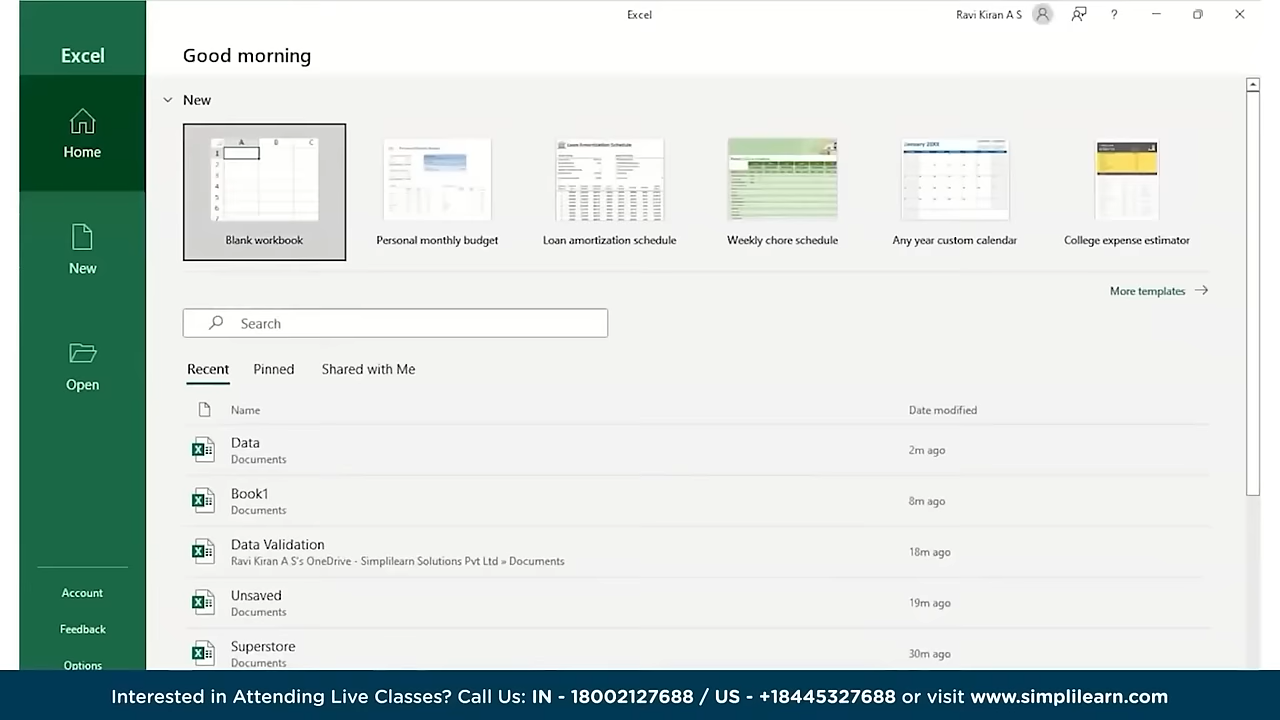 Excel
Ravi Kiran A S
?
Excel
Good morning
Home
New
Open
Account
Feedback
Options
New
Blank workbook
Personal monthly budget
Loan amortization schedule
Weekly chore schedule
Any year custom calendar
College expense estimator
More templates
Search
Recent Pinned Shared with Me
Name Date modified
Data
Documents
2m ago
Book1
Documents
8m ago
Data Validation
Ravi Kiran A S's OneDrive - Simplilearn Solutions Pvt Ltd » Documents
18m ago
Unsaved
Documents
19m ago
Superstore
Documents
30m ago
Interested in Attending Live Classes? Call Us: IN - 18002127688 / US - +18445327688 or visit www.simplilearn.com